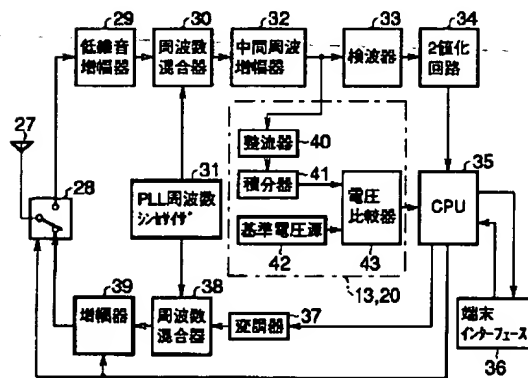 29
30
32
33
34
低雑音
増幅器
周波数
混合器
中間周波
増幅器
検波器
2値化
回路
27
28
31
PLL周波数
シンセサイザ
整流器
40
積分器
41
基準電圧源
42
電圧
比較器
43
13,20
35
CPU
39
増幅器
38
周波数
混合器
37
変調器
端末
インターフェース
36